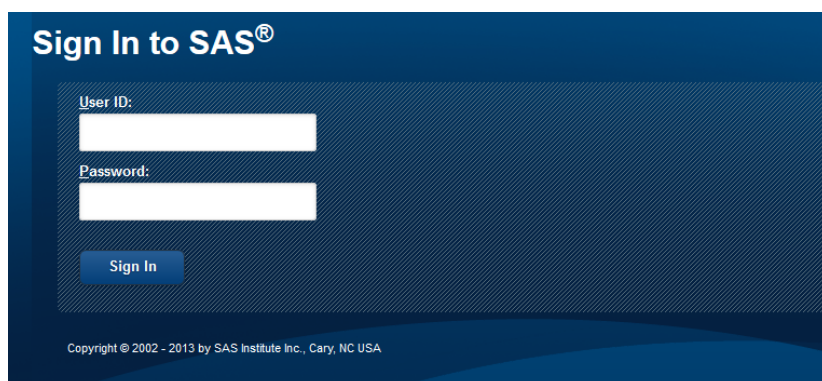 Sign In to SAS®
User ID:
Password:
Sign In
Copyright © 2002 - 2013 by SAS Institute Inc., Cary, NC USA